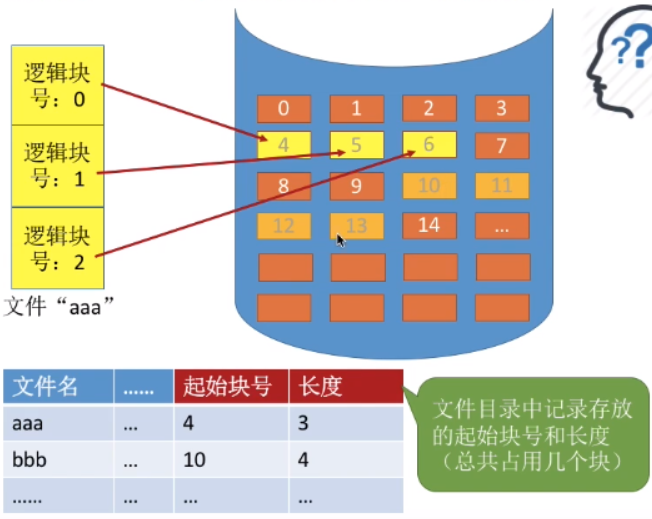 逻辑块
号：0
逻辑块
号：1
逻辑块
号：2
文件“aaa”
??
0 1 2 3
4 5 6 7
8 9 10 11
12 13 14 ...
文件名 …… 起始块号 长度
aaa ... 4 3
bbb ... 10 4
…… ... ... ...
文件目录中记录存放
的起始块号和长度
（总共占用几个块）